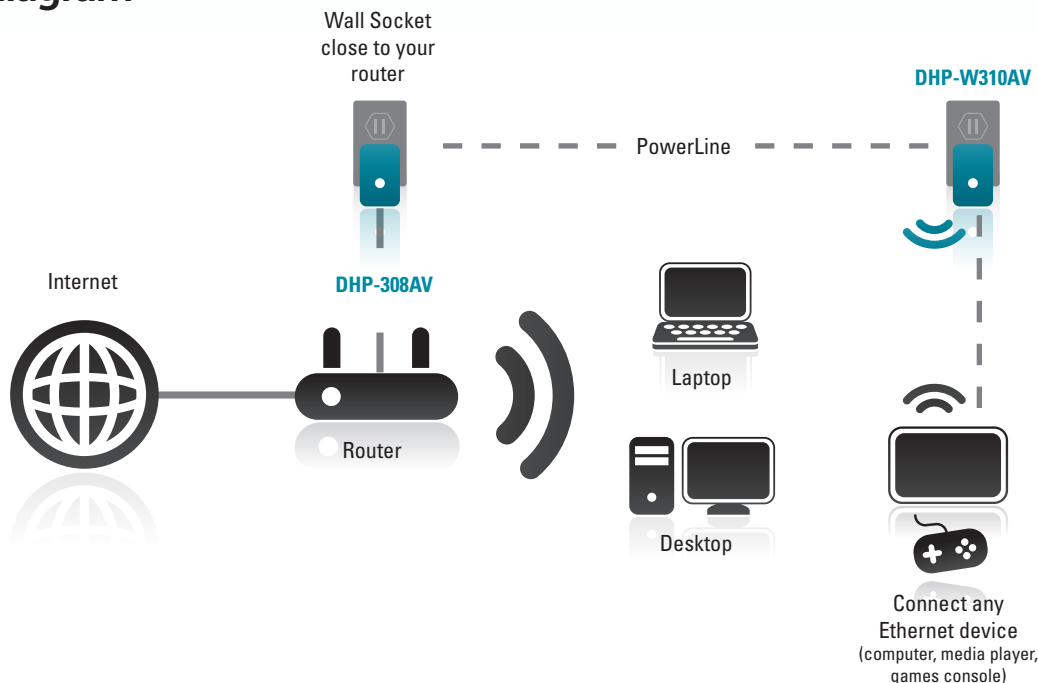 Wall Socket
close to your
router
DHP-W310AV
PowerLine
Internet
DHP-308AV
Laptop
Router
Desktop
Connect any
Ethernet device
(computer, media player,
games console)